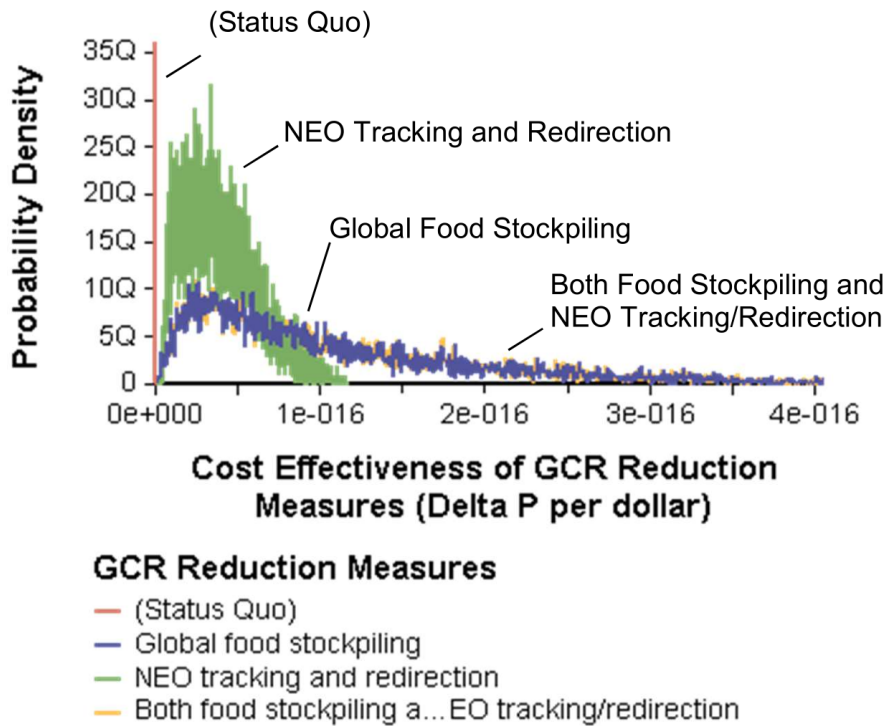 (Status Quo)
35Q
30Q
25Q
20Q
15Q
10Q
5Q
0
Probability Density
NEO Tracking and Redirection
Global Food Stockpiling
Both Food Stockpiling and
NEO Tracking/Redirection
0e+000
1e-016
2e-016
3e-016
4e-016
Cost Effectiveness of GCR Reduction
Measures (Delta P per dollar)
GCR Reduction Measures
(Status Quo)
Global food stockpiling
NEO tracking and redirection
Both food stockpiling a...EO tracking/redirection